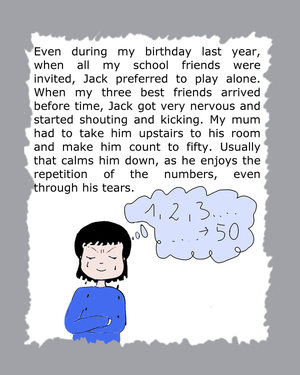 Even during my birthday last year,
when all my school friends were
invited, Jack preferred to play alone.
When my three best friends arrived
before time, Jack got very nervous and
started shouting and kicking. My mum
had to take him upstairs to his room
and make him count to fifty. Usually
that calms him down, as he enjoys the
repetition of the numbers, even
through his tears.
1, 2, 3....
.... → 50